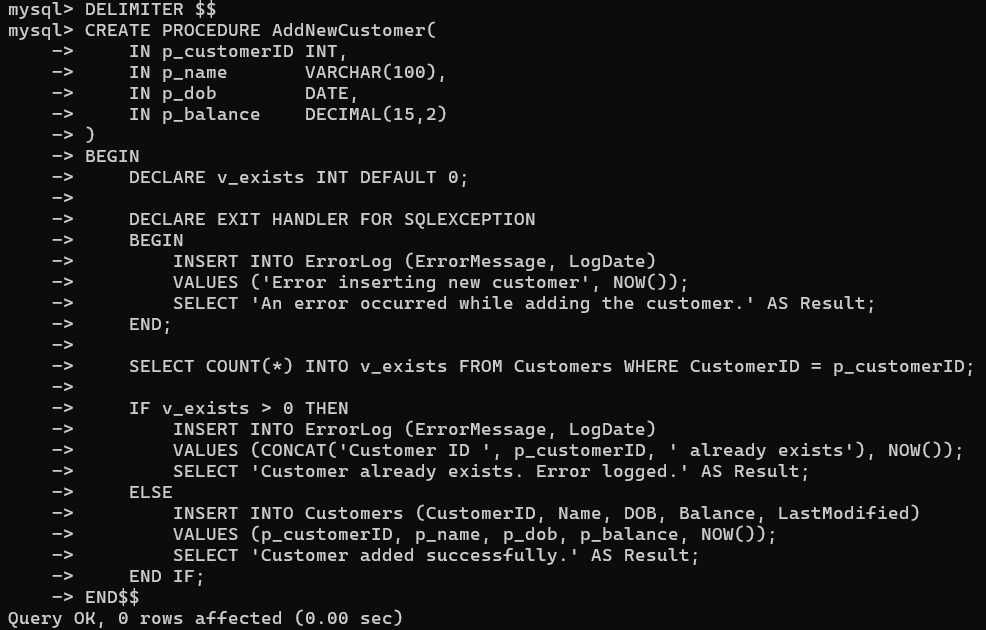 mysql> DELIMITER $$
mysql> CREATE PROCEDURE AddNewCustomer(
    ->     IN p_customerID INT,
    ->     IN p_name       VARCHAR(100),
    ->     IN p_dob        DATE,
    ->     IN p_balance    DECIMAL(15,2)
    -> )
    -> BEGIN
    ->     DECLARE v_exists INT DEFAULT 0;
    ->
    ->     DECLARE EXIT HANDLER FOR SQLEXCEPTION
    ->     BEGIN
    ->         INSERT INTO ErrorLog (ErrorMessage, LogDate)
    ->         VALUES ('Error inserting new customer', NOW());
    ->         SELECT 'An error occurred while adding the customer.' AS Result;
    ->     END;
    ->
    ->     SELECT COUNT(*) INTO v_exists FROM Customers WHERE CustomerID = p_customerID;
    ->
    ->     IF v_exists > 0 THEN
    ->         INSERT INTO ErrorLog (ErrorMessage, LogDate)
    ->         VALUES (CONCAT('Customer ID ', p_customerID, ' already exists'), NOW());
    ->         SELECT 'Customer already exists. Error logged.' AS Result;
    ->     ELSE
    ->         INSERT INTO Customers (CustomerID, Name, DOB, Balance, LastModified)
    ->         VALUES (p_customerID, p_name, p_dob, p_balance, NOW());
    ->         SELECT 'Customer added successfully.' AS Result;
    ->     END IF;
    -> END$$
Query OK, 0 rows affected (0.00 sec)